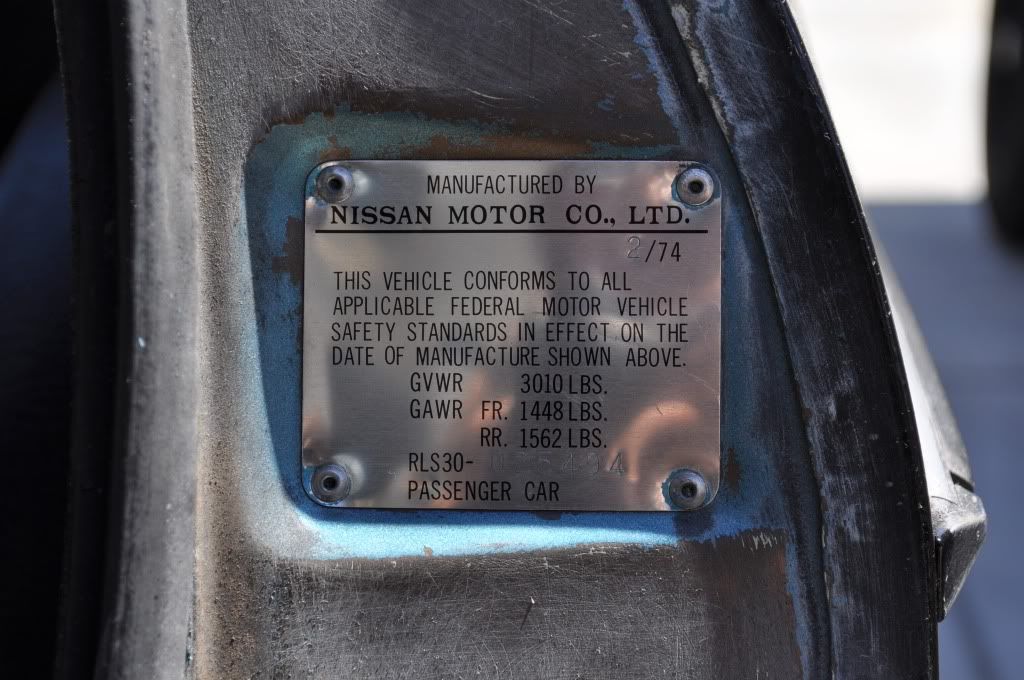 MANUFACTURED BY
NISSAN MOTOR CO., LTD.
2/74
THIS VEHICLE CONFORMS TO ALL
APPLICABLE FEDERAL MOTOR VEHICLE
SAFETY STANDARDS IN EFFECT ON THE
DATE OF MANUFACTURE SHOWN ABOVE.
GVWR 3010 LBS.
GAWR FR. 1448 LBS.
RR. 1562 LBS.
RLS30-
PASSENGER CAR